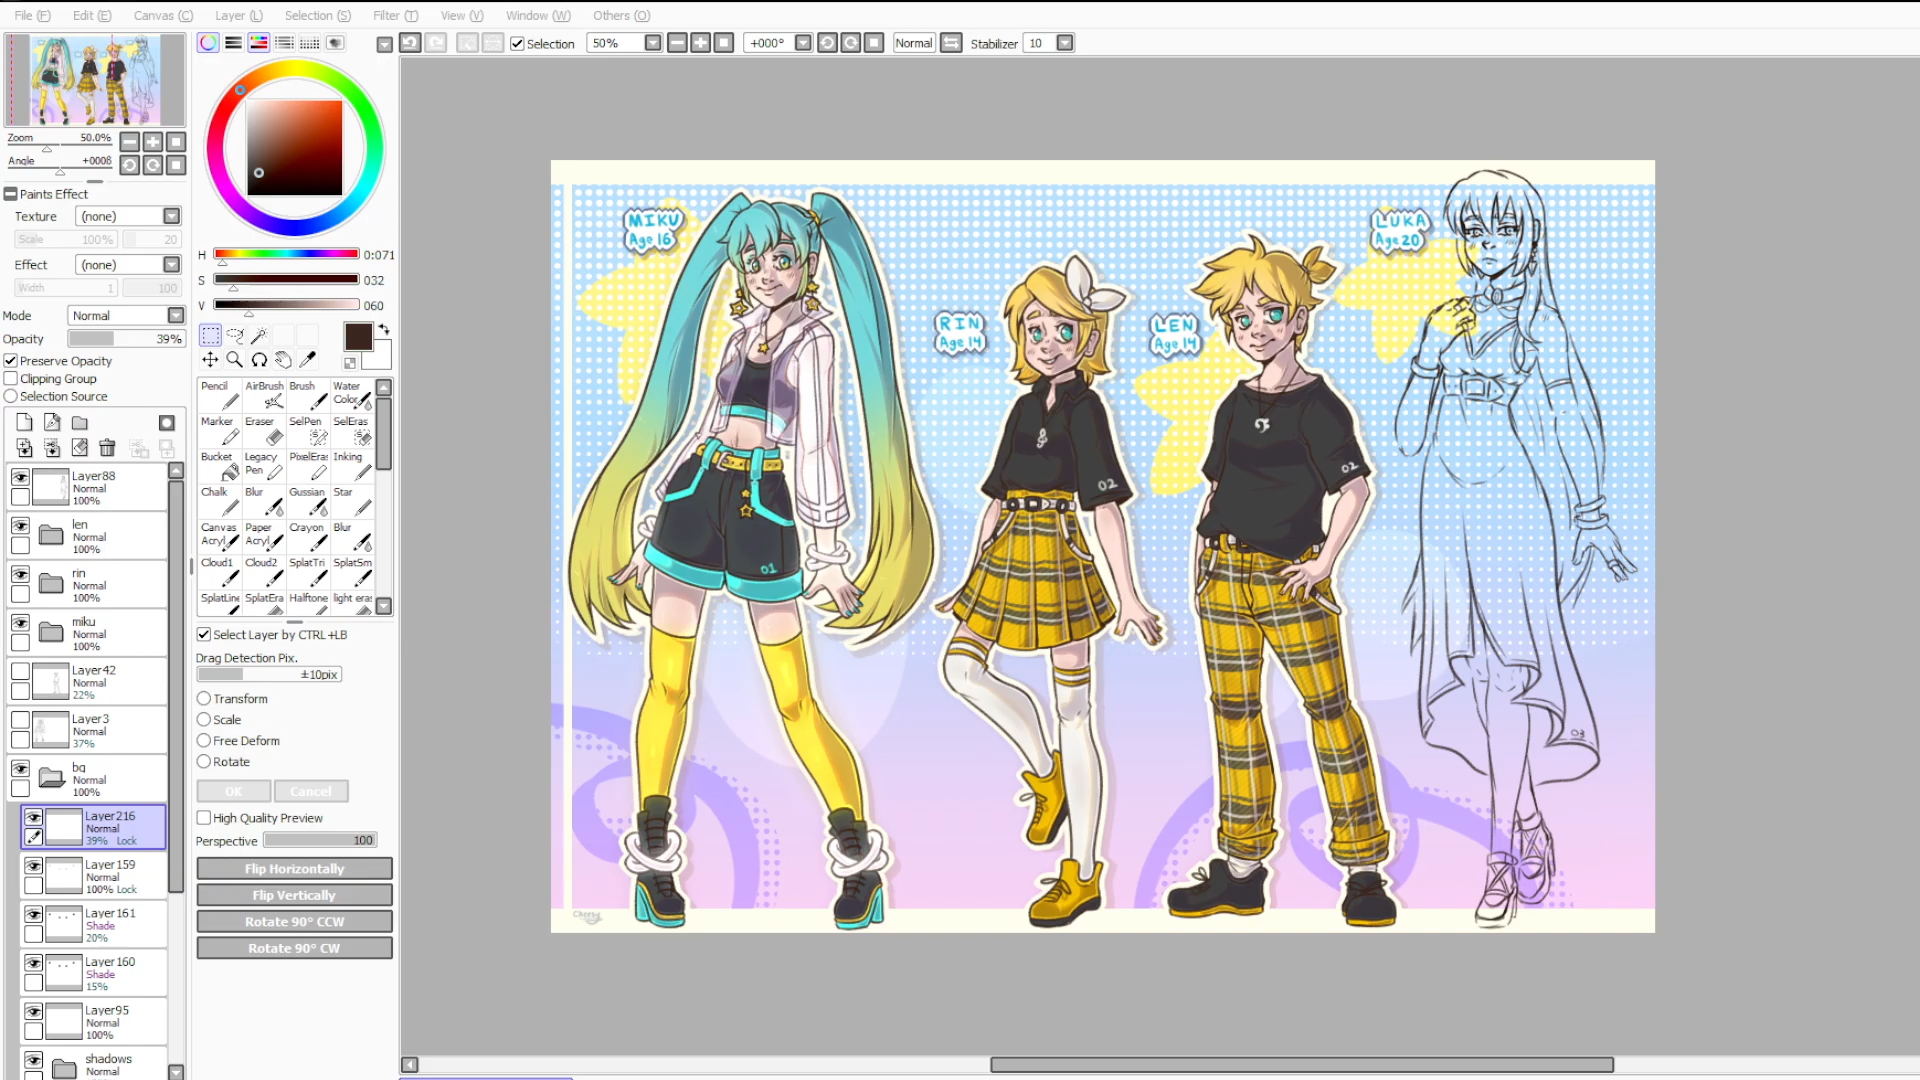 File (F) Edit (E) Canvas (C) Layer (L) Selection (S) Filter (T) View (V) Window (W) Others (O)
Selection 50% +000° Normal Stabilizer 10
Zoom 50.0%
Angle +000ß
Paints Effect
Texture (none)
Scale 100% 20
Effect (none)
Width 1 100
Mode Normal
Opacity 39%
Preserve Opacity
Clipping Group
Selection Source
Layer88
Normal
100%
len
Normal
100%
rin
Normal
100%
miku
Normal
100%
Layer42
Normal
22%
Layer3
Normal
37%
bg
Normal
100%
Layer216
Normal
39% Lock
Layer159
Normal
100% Lock
Layer161
Shade
20%
Layer160
Shade
15%
Layer95
Normal
100%
shadows
Normal
H 0:071
S 032
V 060
Pencil AirBrush Brush Water Color
Marker Eraser SelPen SelEras
Bucket Legacy Pen PixelEras Inking
Chalk Blur Gussian Star
Canvas Acryl Paper Acryl Crayon Blur
Cloud1 Cloud2 SplatTri SplatSm
SplatLine SplatEra Halftone light eras
Select Layer by CTRL+LB
Drag Detection Pix.
±10pix
Transform
Scale
Free Deform
Rotate
OK Cancel
High Quality Preview
Perspective 100
Flip Horizontally
Flip Vertically
Rotate 90° CCW
Rotate 90° CW
MIKU
Age 16
RIN
Age 14
LEN
Age 14
LUKA
Age 20
01
02
02
03